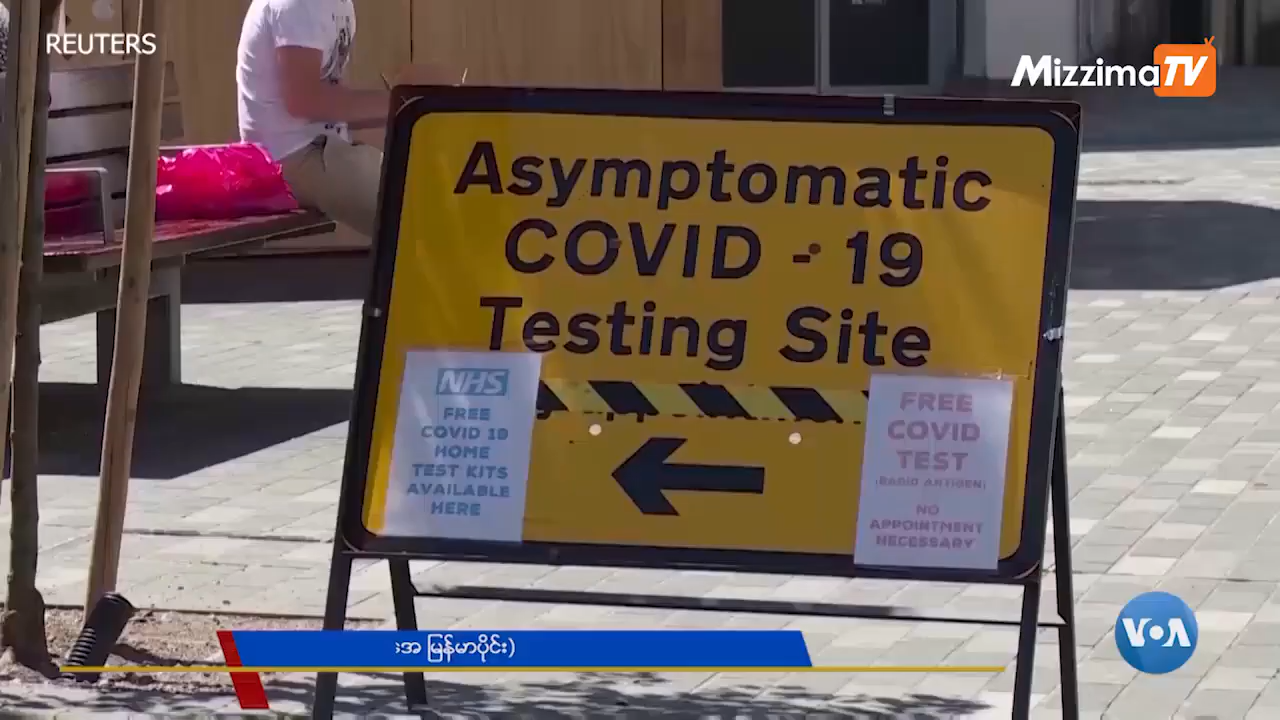 REUTERS
MizzimaTV
Asymptomatic
COVID - 19
Testing Site
NHS
FREE
COVID 19
HOME
TEST KITS
AVAILABLE
HERE
FREE
COVID
TEST
(RAPID ANTIGEN)
NO
APPOINTMENT
NECESSARY
VOA
မြန်မာပိုင်း)